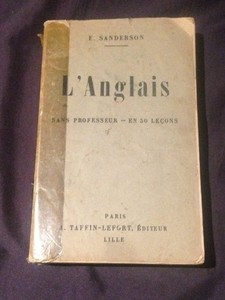 F. SANDERSON
L'Anglais
SANS PROFESSEUR — EN 50 LEÇONS
PARIS
J. TAFFIN-LEFORT, ÉDITEUR
LILLE